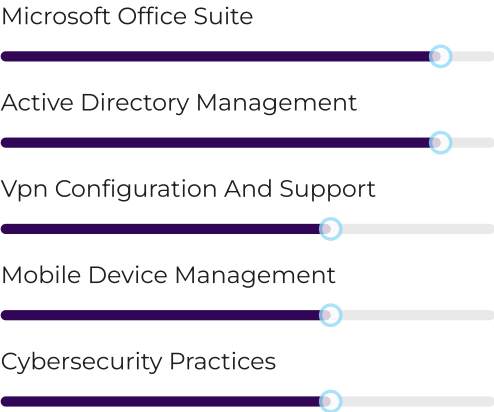 Microsoft Office Suite
Active Directory Management
Vpn Configuration And Support
Mobile Device Management
Cybersecurity Practices